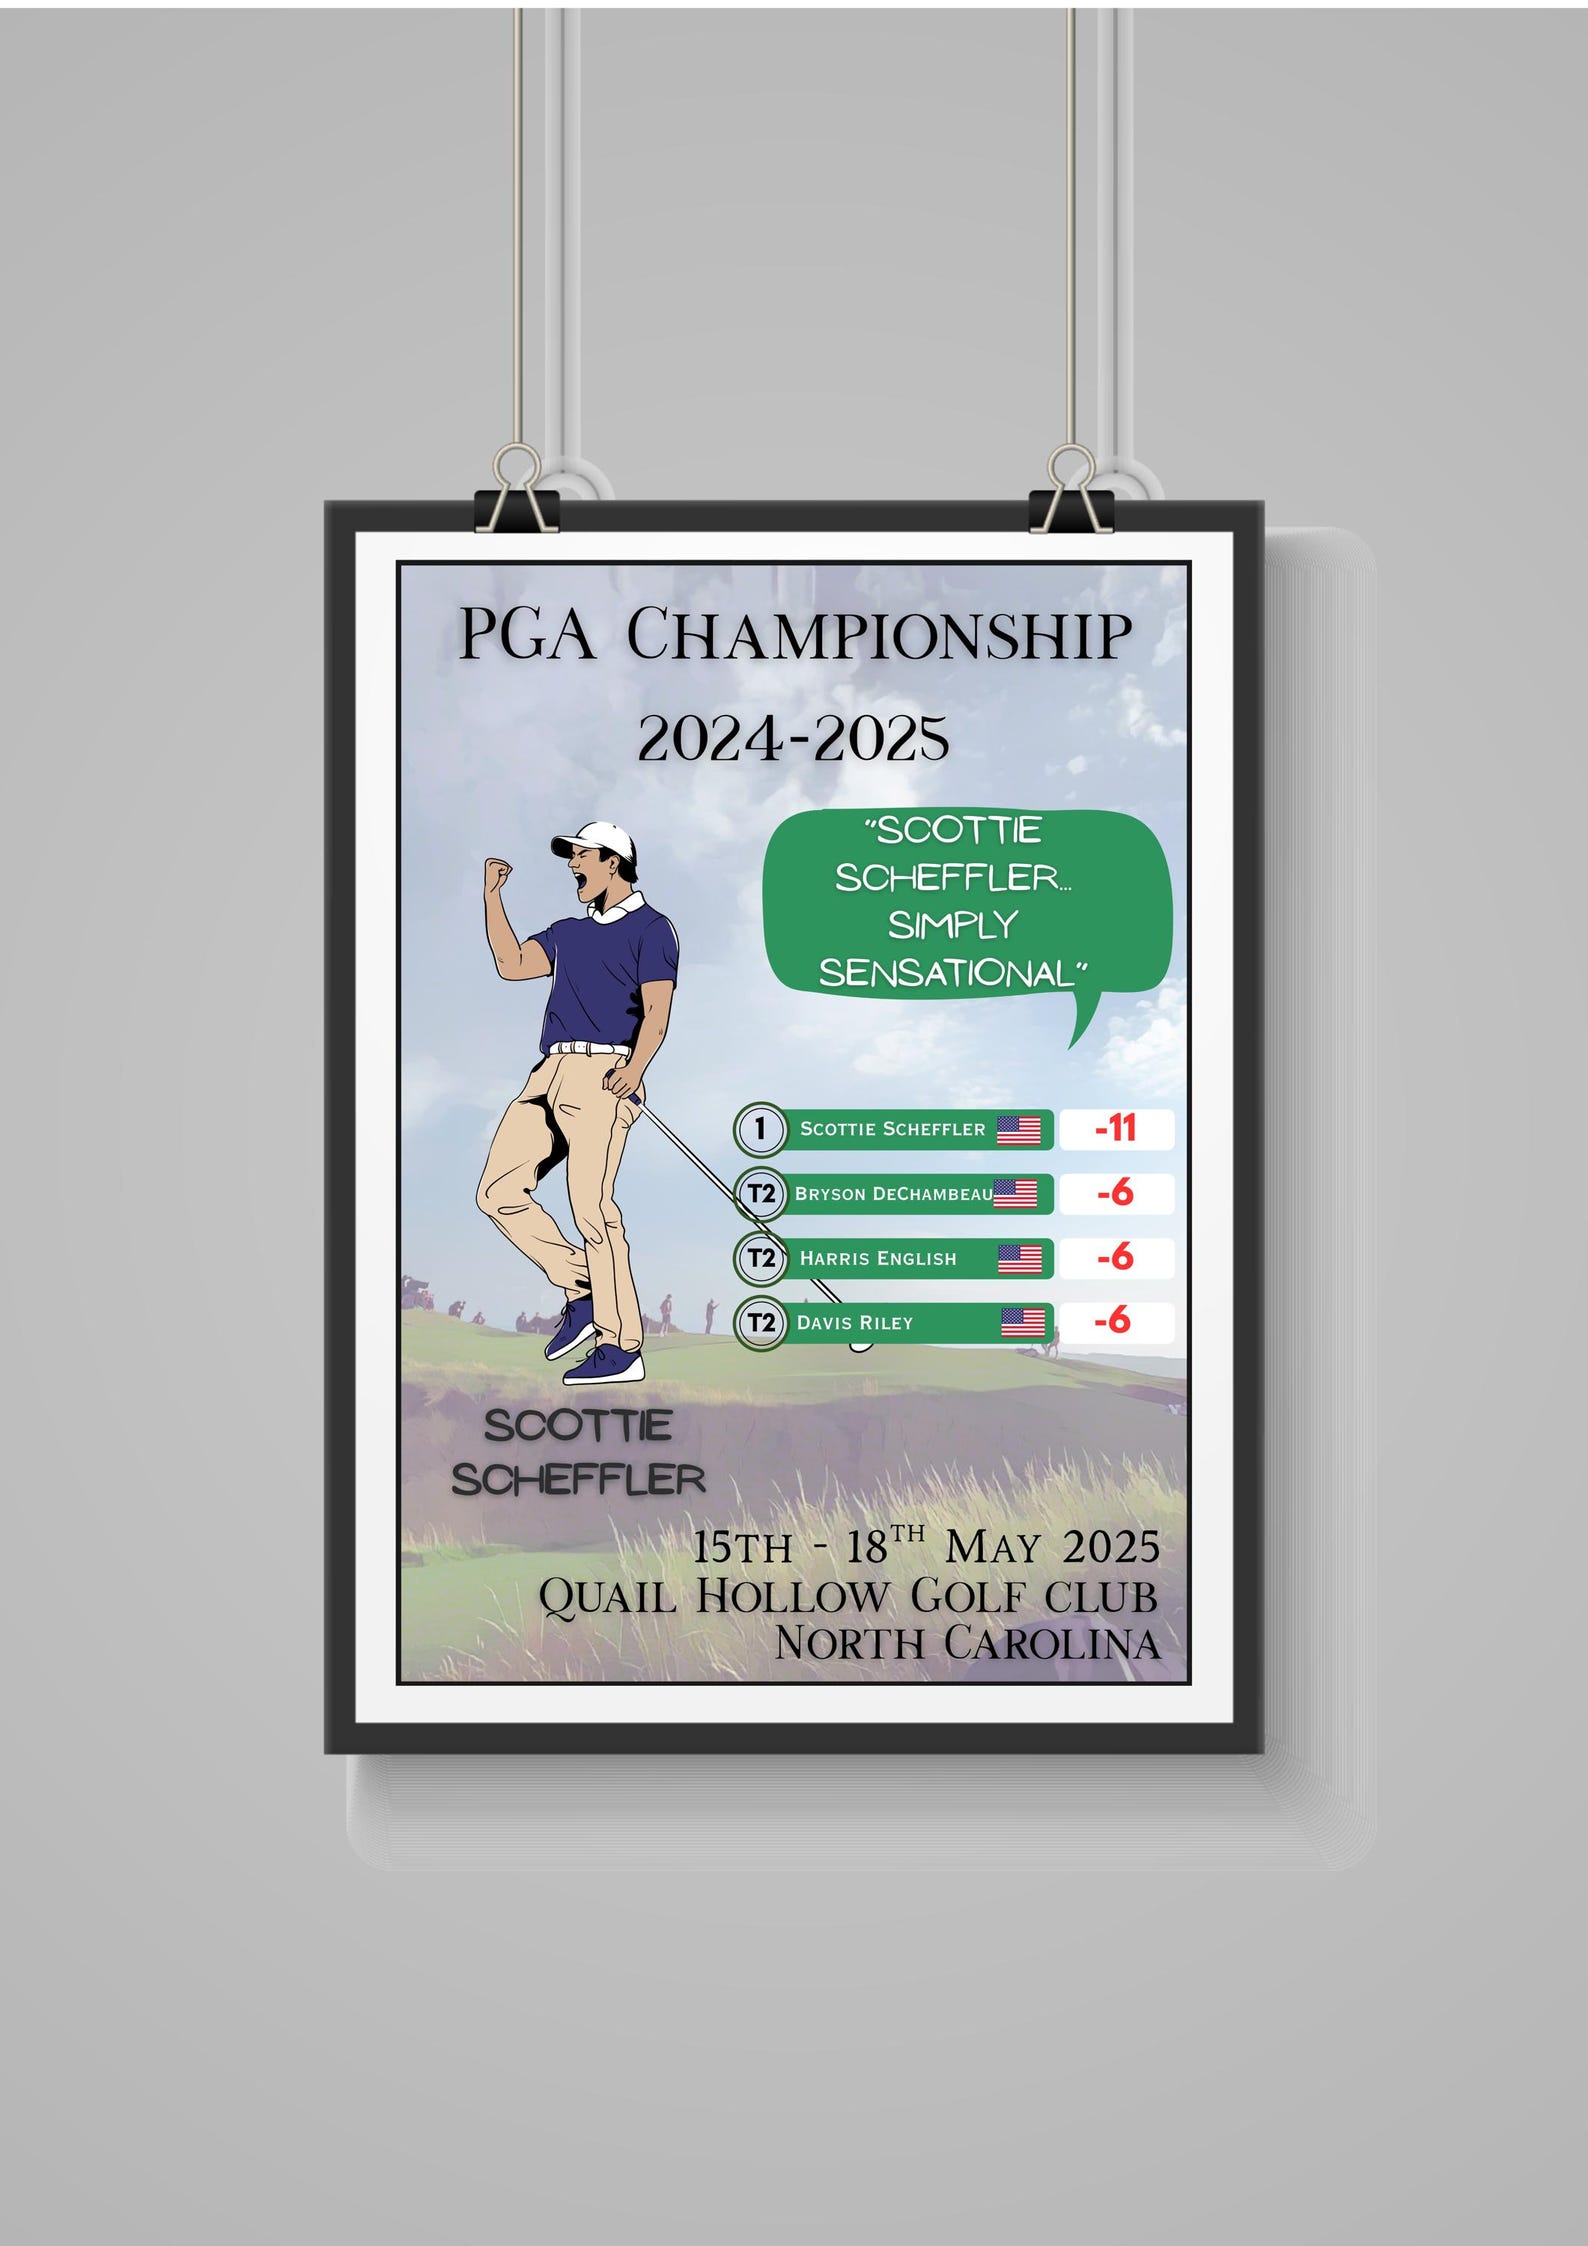 PGA Championship
2024-2025
"SCOTTIE
SCHEFFLER...
SIMPLY
SENSATIONAL"
1 Scottie Scheffler -11
T2 Bryson DeChambeau -6
T2 Harris English -6
T2 Davis Riley -6
SCOTTIE
SCHEFFLER
15th - 18th May 2025
Quail Hollow Golf club
North Carolina